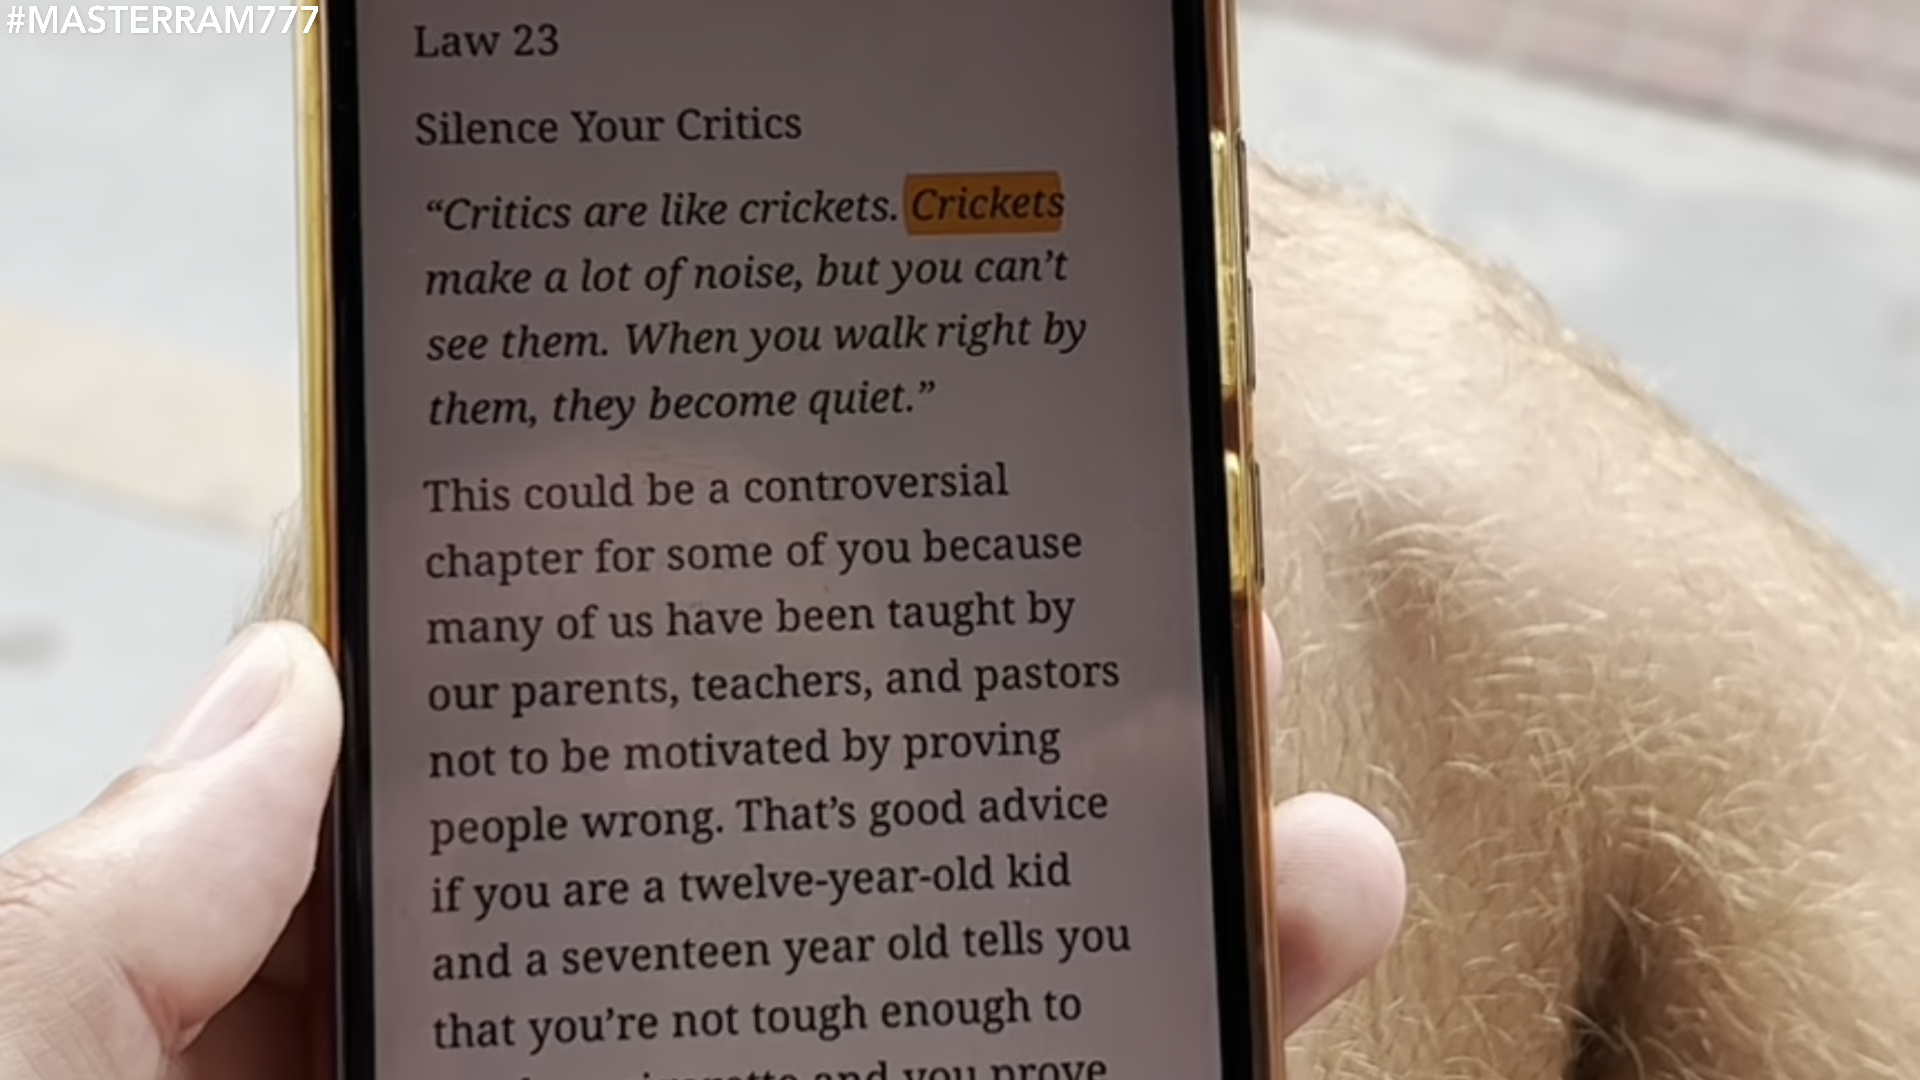 #MASTERRAM777
Law 23
Silence Your Critics
“Critics are like crickets. Crickets
make a lot of noise, but you can’t
see them. When you walk right by
them, they become quiet.”
This could be a controversial
chapter for some of you because
many of us have been taught by
our parents, teachers, and pastors
not to be motivated by proving
people wrong. That’s good advice
if you are a twelve-year-old kid
and a seventeen year old tells you
that you’re not tough enough to
and you prove